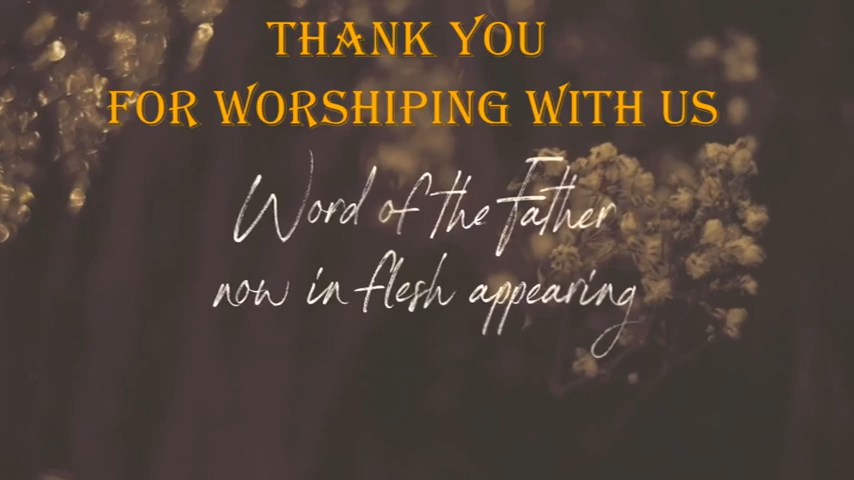 THANK YOU
FOR WORSHIPING WITH US
Word of the Father
now in flesh appearing